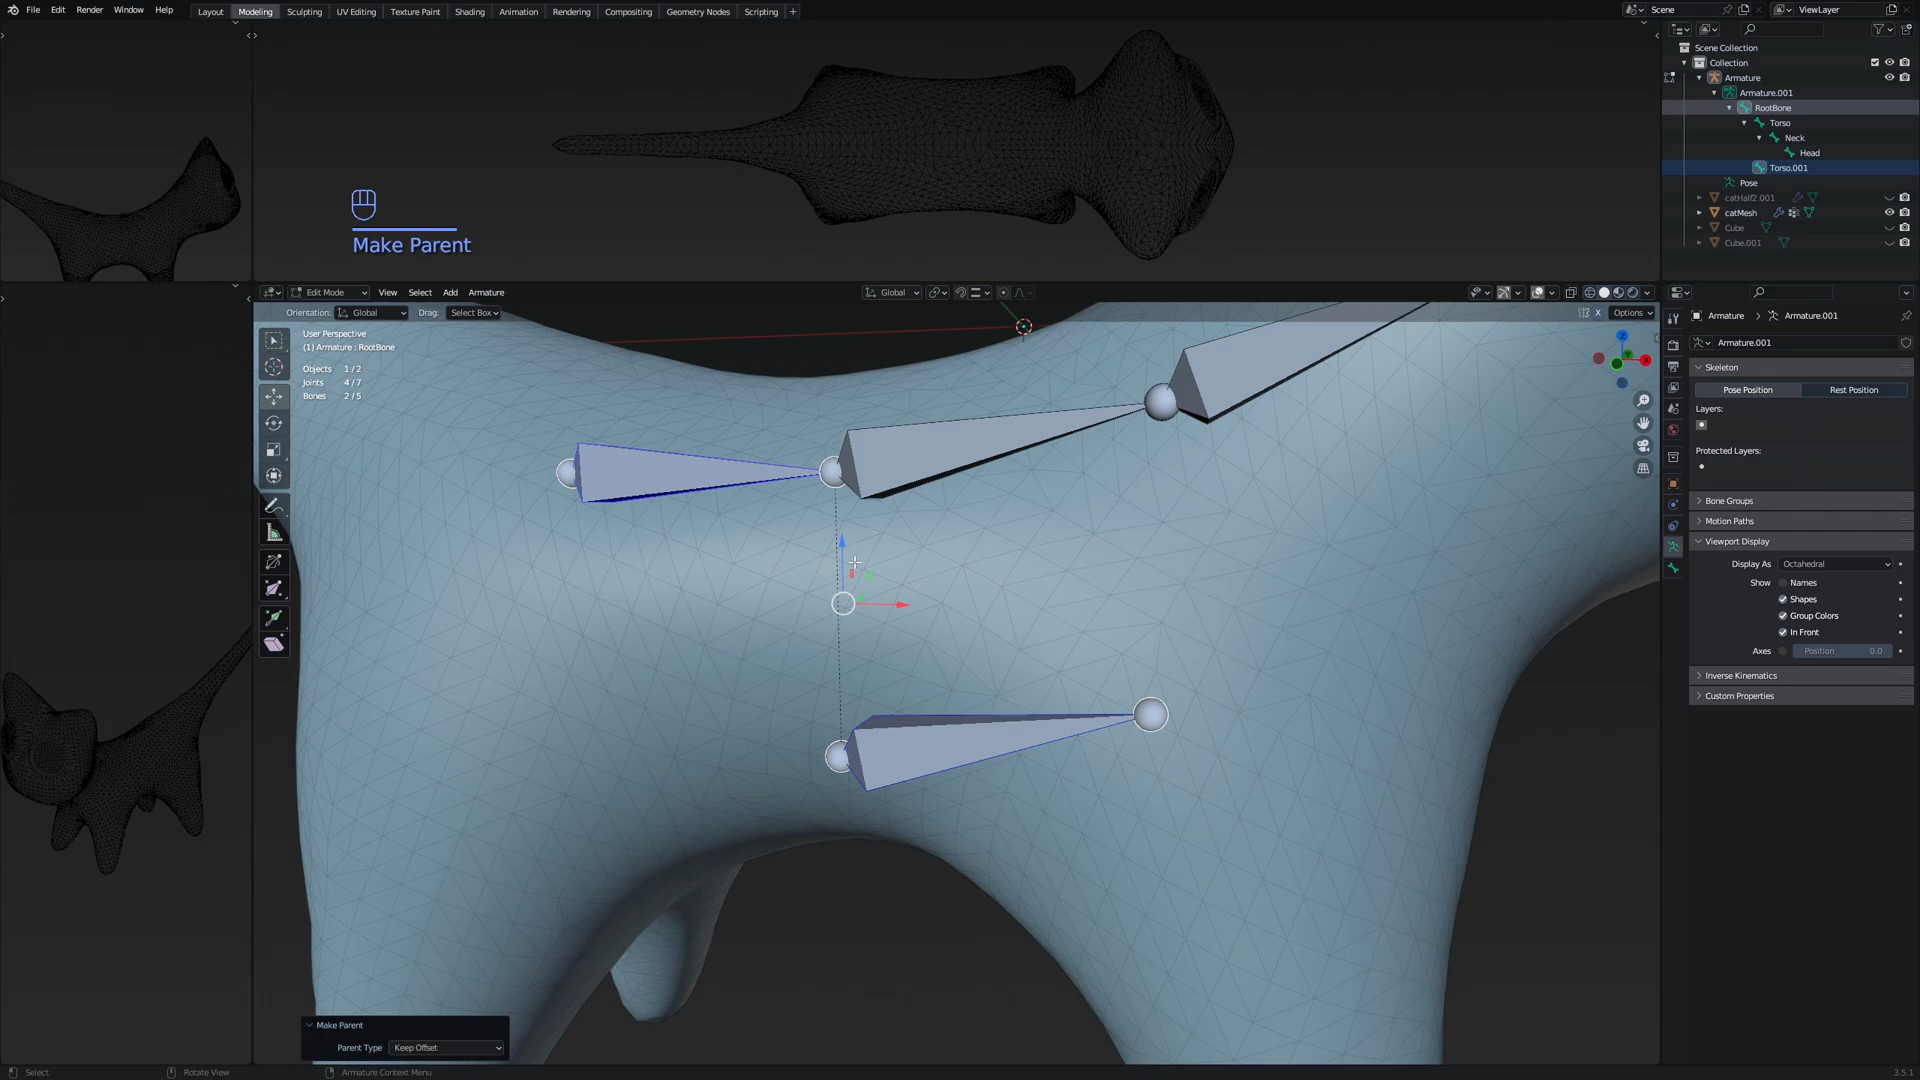 File Edit Render Window Help
Layout Modeling Sculpting UV Editing Texture Paint Shading Animation Rendering Compositing Geometry Nodes Scripting
Scene
ViewLayer
Scene Collection
Collection
Armature
Armature.001
RootBone
Torso
Neck
Head
Torso.001
Pose
catHalf2.001
catMesh
Cube
Cube.001
Make Parent
Edit Mode View Select Add Armature
Global
Orientation: Global Drag: Select Box
Options
User Perspective
(1) Armature : RootBone
Objects 1 / 2
Joints 4 / 7
Bones 2 / 5
Z
Y
X
X
Armature Armature.001
Armature.001
Skeleton
Pose Position Rest Position
Layers:
Protected Layers:
Bone Groups
Motion Paths
Viewport Display
Display As Octahedral
Show Names
Shapes
Group Colors
In Front
Axes Position 0.0
Inverse Kinematics
Custom Properties
Make Parent
Parent Type Keep Offset
Select Rotate View Armature Context Menu
3.5.1